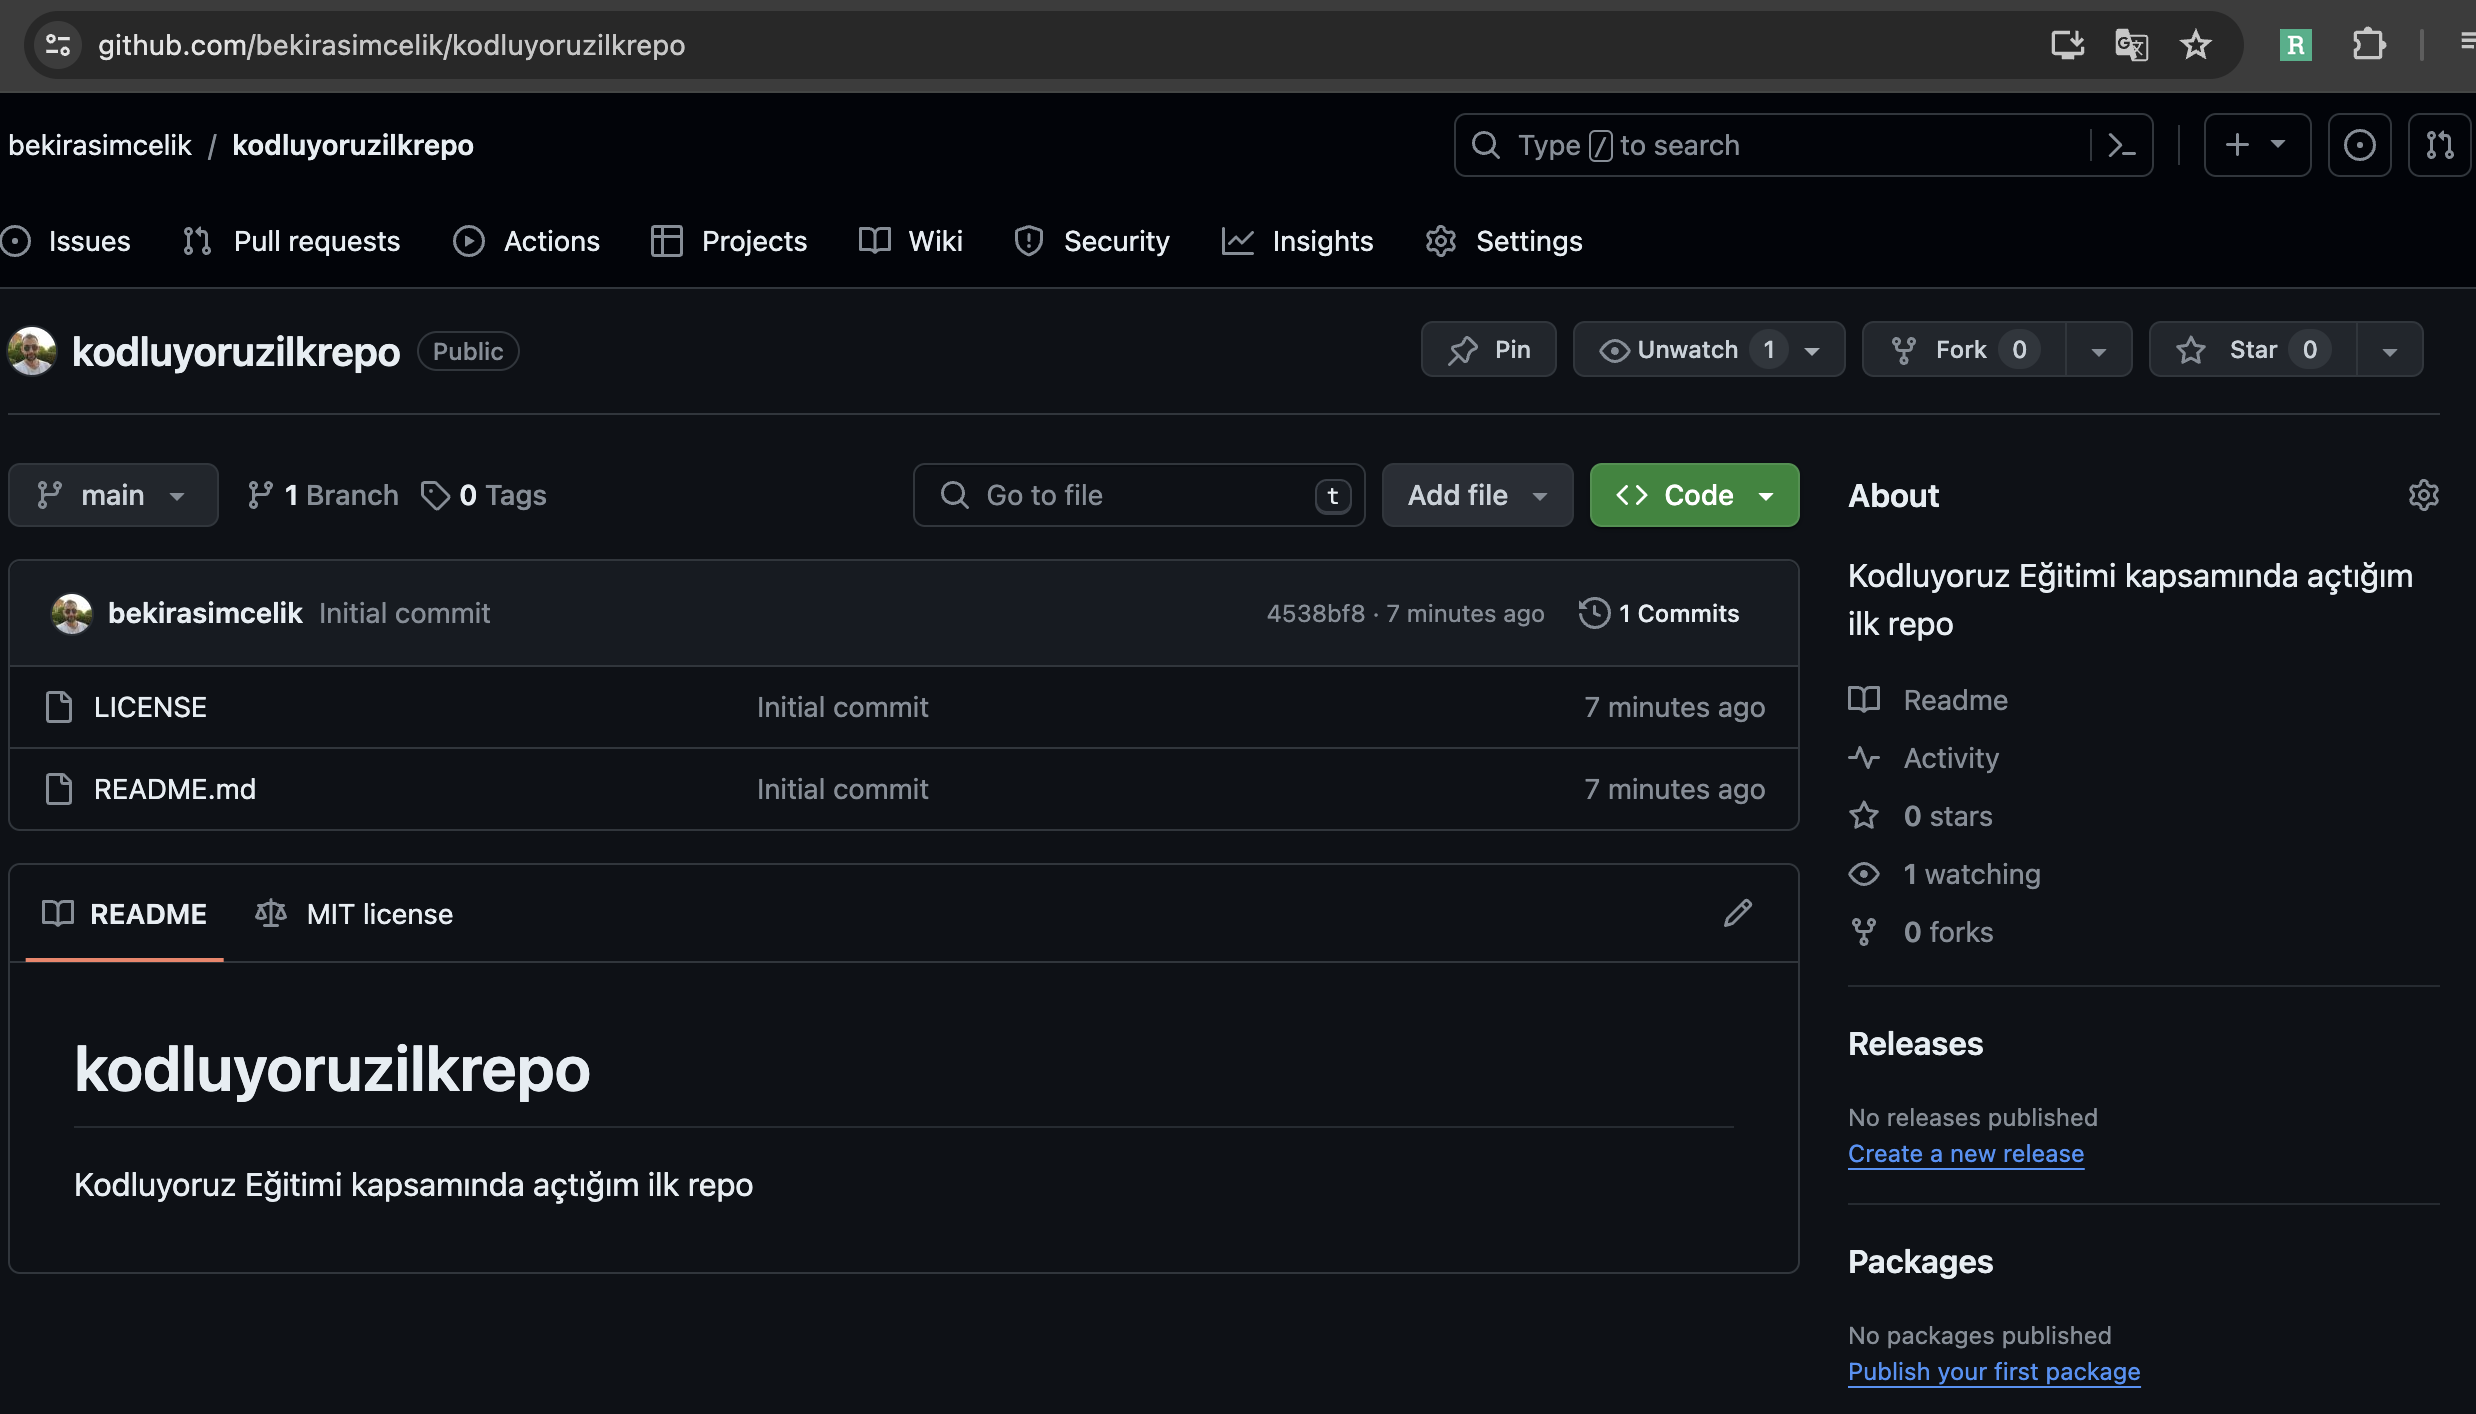 github.com/bekirasimcelik/kodluyoruzilkrepo
R
bekirasimcelik / kodluyoruzilkrepo
Type / to search
Issues Pull requests Actions Projects Wiki Security Insights Settings
kodluyoruzilkrepo Public
Pin Unwatch 1 Fork 0 Star 0
main 1 Branch 0 Tags
Go to file t Add file Code
bekirasimcelik Initial commit 4538bf8 · 7 minutes ago 1 Commits
LICENSE Initial commit 7 minutes ago
README.md Initial commit 7 minutes ago
README MIT license
kodluyoruzilkrepo
Kodluyoruz Eğitimi kapsamında açtığım ilk repo
About
Kodluyoruz Eğitimi kapsamında açtığım
ilk repo
Readme
Activity
0 stars
1 watching
0 forks
Releases
No releases published
Create a new release
Packages
No packages published
Publish your first package